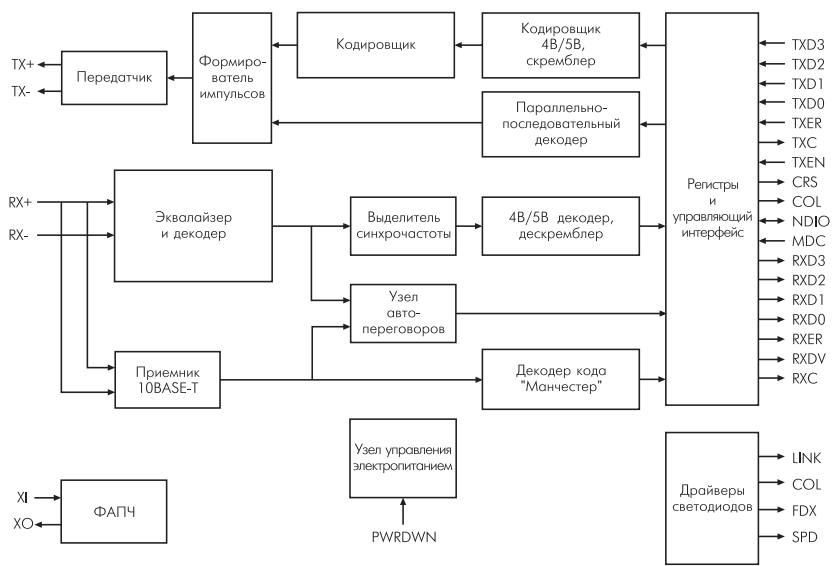 Кодировщик
4B/5B,
скремблер
Кодировщик
Формиро-
ватель
импульсов
Передатчик
TX+
TX-
Параллельно-
последовательный
декодер
Регистры
и
управляющий
интерфейс
TXD3
TXD2
TXD1
TXD0
TXER
TXC
TXEN
CRS
COL
NDIO
MDC
RXD3
RXD2
RXD1
RXD0
RXER
RXDV
RXC
RX+
RX-
Эквалайзер
и декодер
Выделитель
синхрочастоты
4B/5B декодер,
дескремблер
Узел
авто-
переговоров
Приемник
10BASE-T
Декодер кода
"Манчестер"
Узел управления
электропитанием
PWRDWN
XI
XO
ФАПЧ
Драйверы
светодиодов
LINK
COL
FDX
SPD